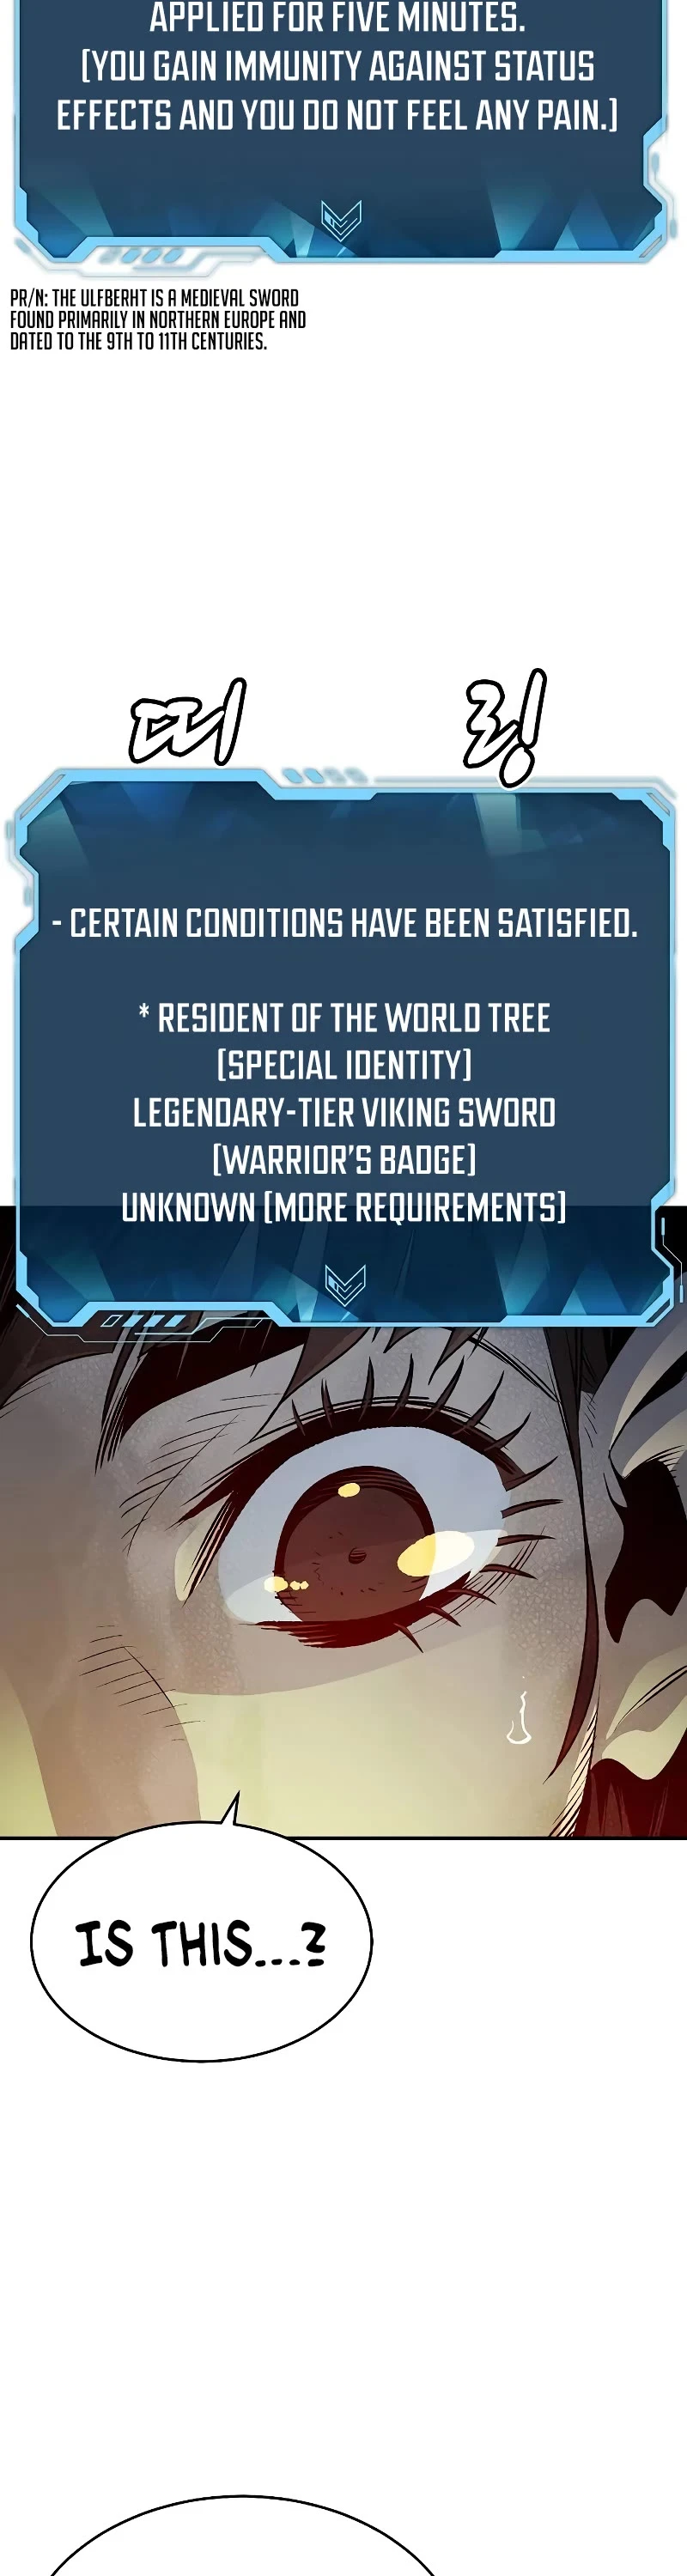 APPLIED FOR FIVE MINUTES.
[YOU GAIN IMMUNITY AGAINST STATUS
EFFECTS AND YOU DO NOT FEEL ANY PAIN.]
PR/N: THE ULFBERHT IS A MEDIEVAL SWORD
FOUND PRIMARILY IN NORTHERN EUROPE AND
DATED TO THE 9TH TO 11TH CENTURIES.
띠 링!
- CERTAIN CONDITIONS HAVE BEEN SATISFIED.
* RESIDENT OF THE WORLD TREE
[SPECIAL IDENTITY]
LEGENDARY-TIER VIKING SWORD
[WARRIOR'S BADGE]
UNKNOWN [MORE REQUIREMENTS]
IS THIS...?